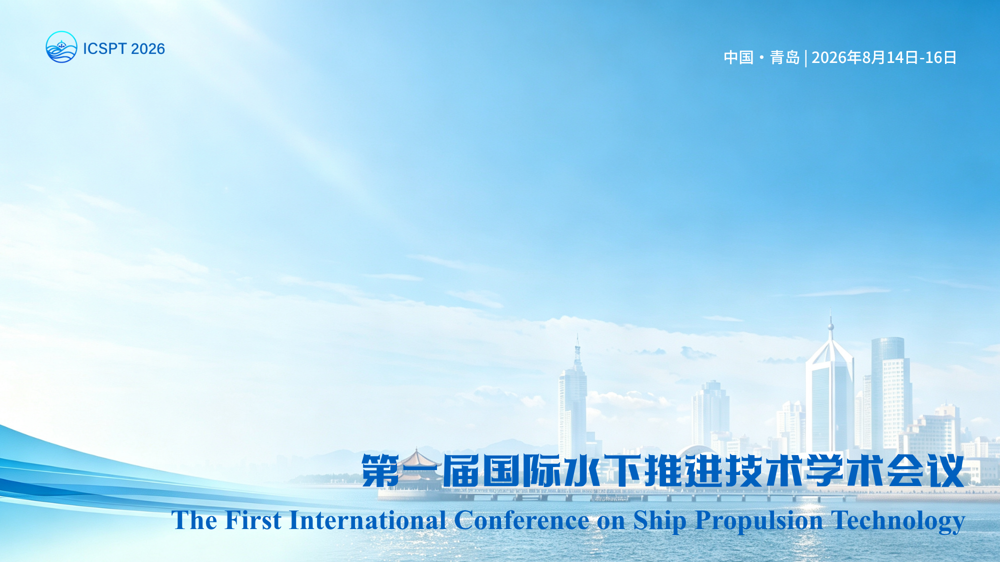 ICSPT 2026
中国·青岛 | 2026年8月14日-16日
第一届国际水下推进技术学术会议
The First International Conference on Ship Propulsion Technology